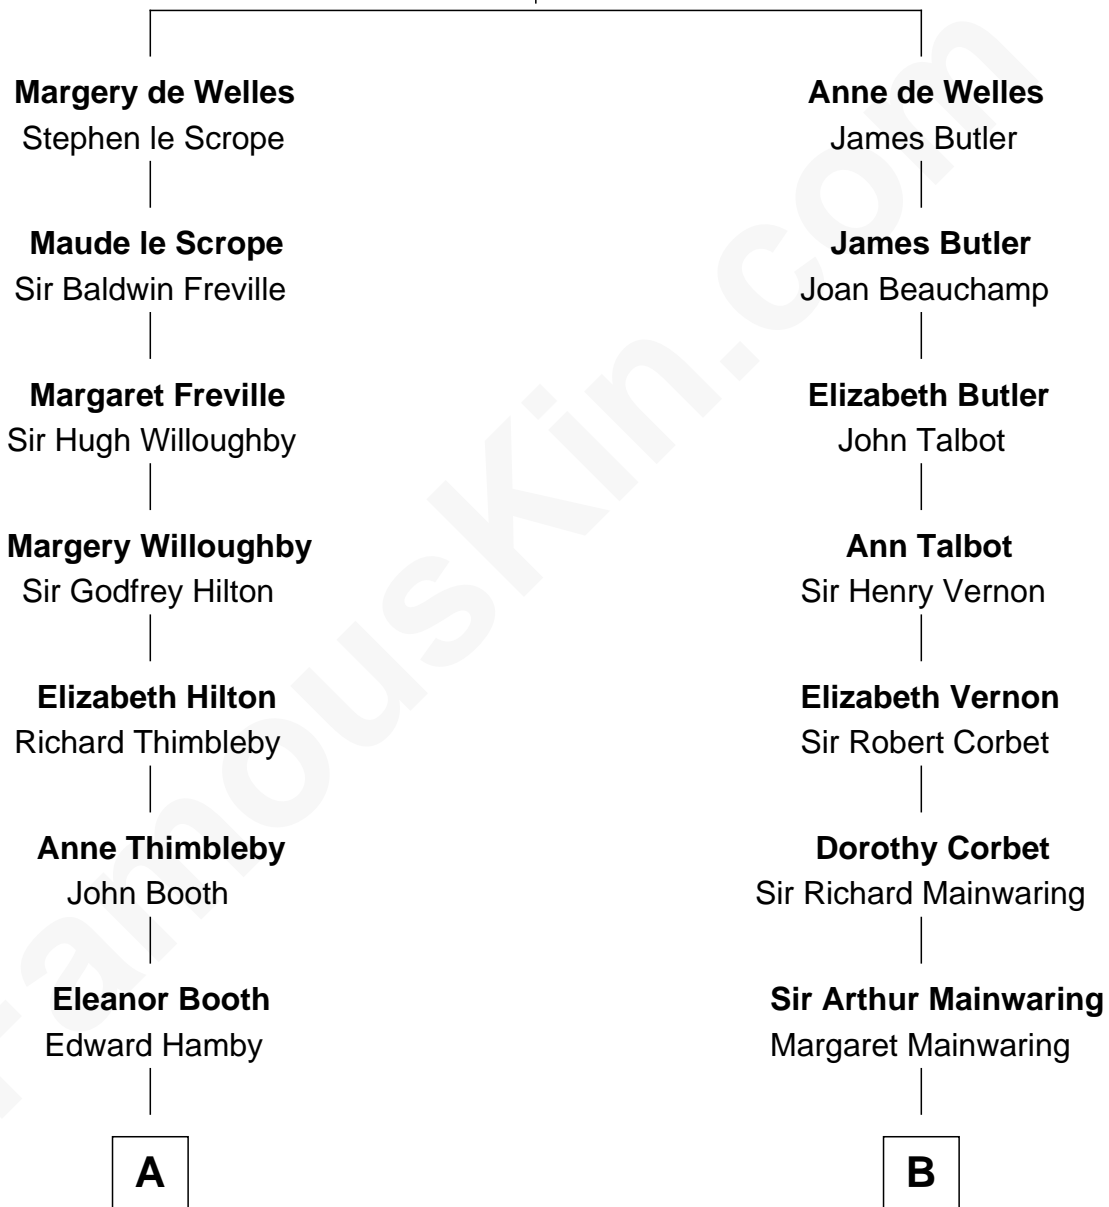 Margery de Welles
Stephen le Scrope
Maude le Scrope
Sir Baldwin Freville
Margaret Freville
Sir Hugh Willoughby
Margery Willoughby
Sir Godfrey Hilton
Elizabeth Hilton
Richard Thimbleby
Anne Thimbleby
John Booth
Eleanor Booth
Edward Hamby
A
Anne de Welles
James Butler
James Butler
Joan Beauchamp
Elizabeth Butler
John Talbot
Ann Talbot
Sir Henry Vernon
Elizabeth Vernon
Sir Robert Corbet
Dorothy Corbet
Sir Richard Mainwaring
Sir Arthur Mainwaring
Margaret Mainwaring
B
FamousKin.com